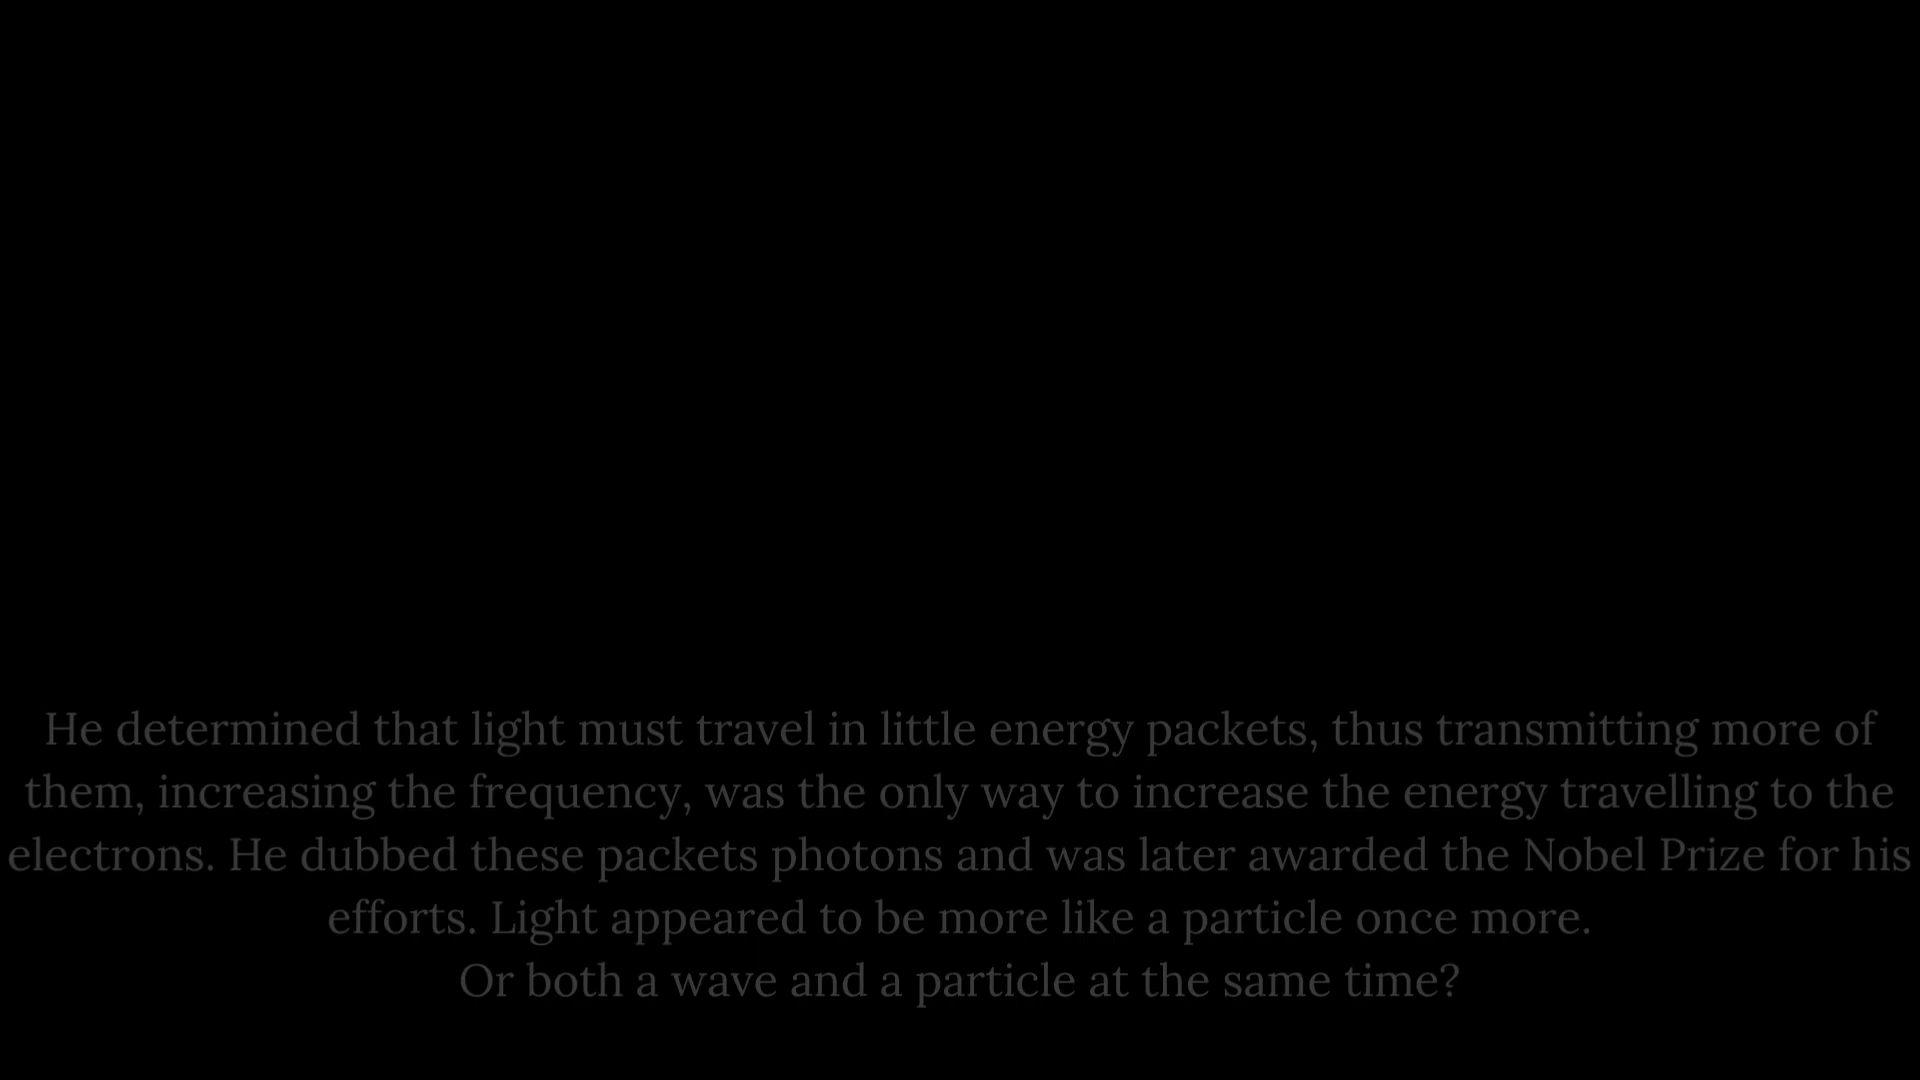 He determined that light must travel in little energy packets, thus transmitting more of
them, increasing the frequency, was the only way to increase the energy travelling to the
electrons. He dubbed these packets photons and was later awarded the Nobel Prize for his
efforts. Light appeared to be more like a particle once more.
Or both a wave and a particle at the same time?